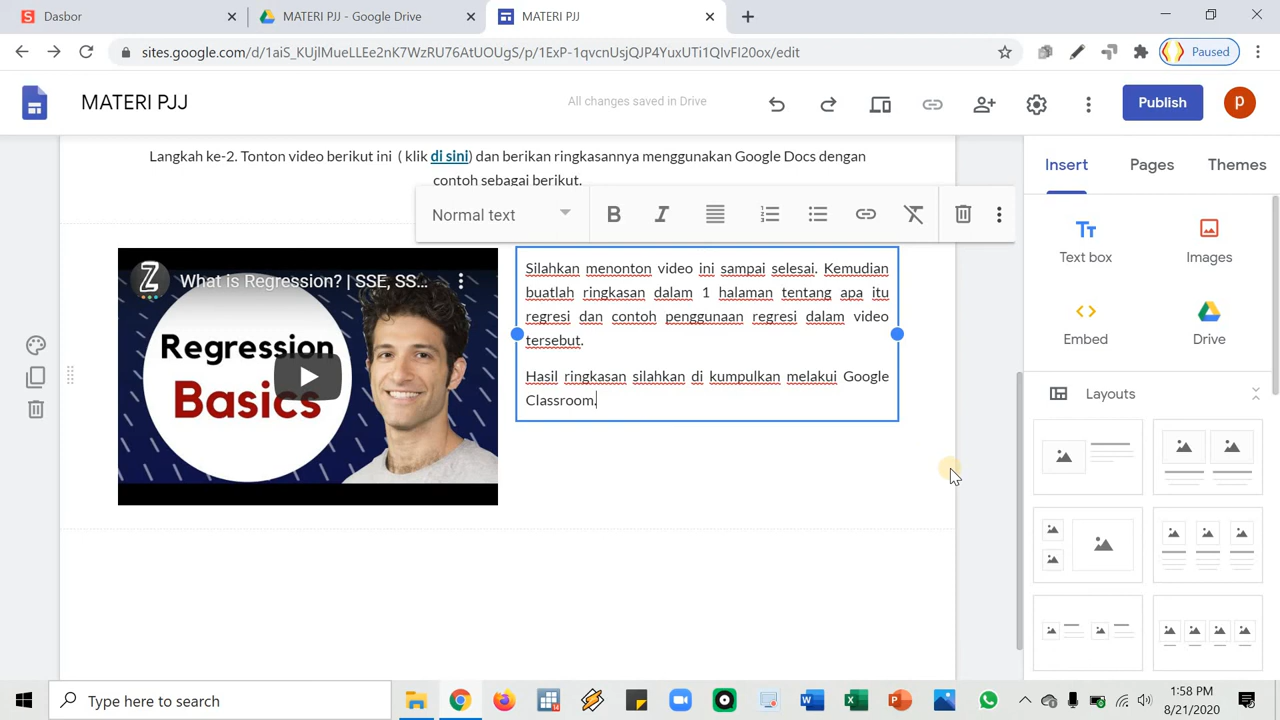 Dasbor
MATERI PJJ - Google Drive
MATERI PJJ
sites.google.com/d/1aiS_KUjlMueLLEe2nK7WzRU76AtUOUgS/p/1ExP-1qvcnUsjQJP4YuxUTi1QIvFI20ox/edit
Paused
MATERI PJJ
All changes saved in Drive
Publish
p
Langkah ke-2. Tonton video berikut ini ( klik di sini) dan berikan ringkasannya menggunakan Google Docs dengan
contoh sebagai berikut.
Insert
Pages
Themes
Normal text
What is Regression? | SSE, SS...
Regression
Basics
Silahkan menonton video ini sampai selesai. Kemudian
buatlah ringkasan dalam 1 halaman tentang apa itu
regresi dan contoh penggunaan regresi dalam video
tersebut.
Hasil ringkasan silahkan di kumpulkan melakui Google
Classroom.
Text box
Images
Embed
Drive
Layouts
Type here to search
1:58 PM
8/21/2020